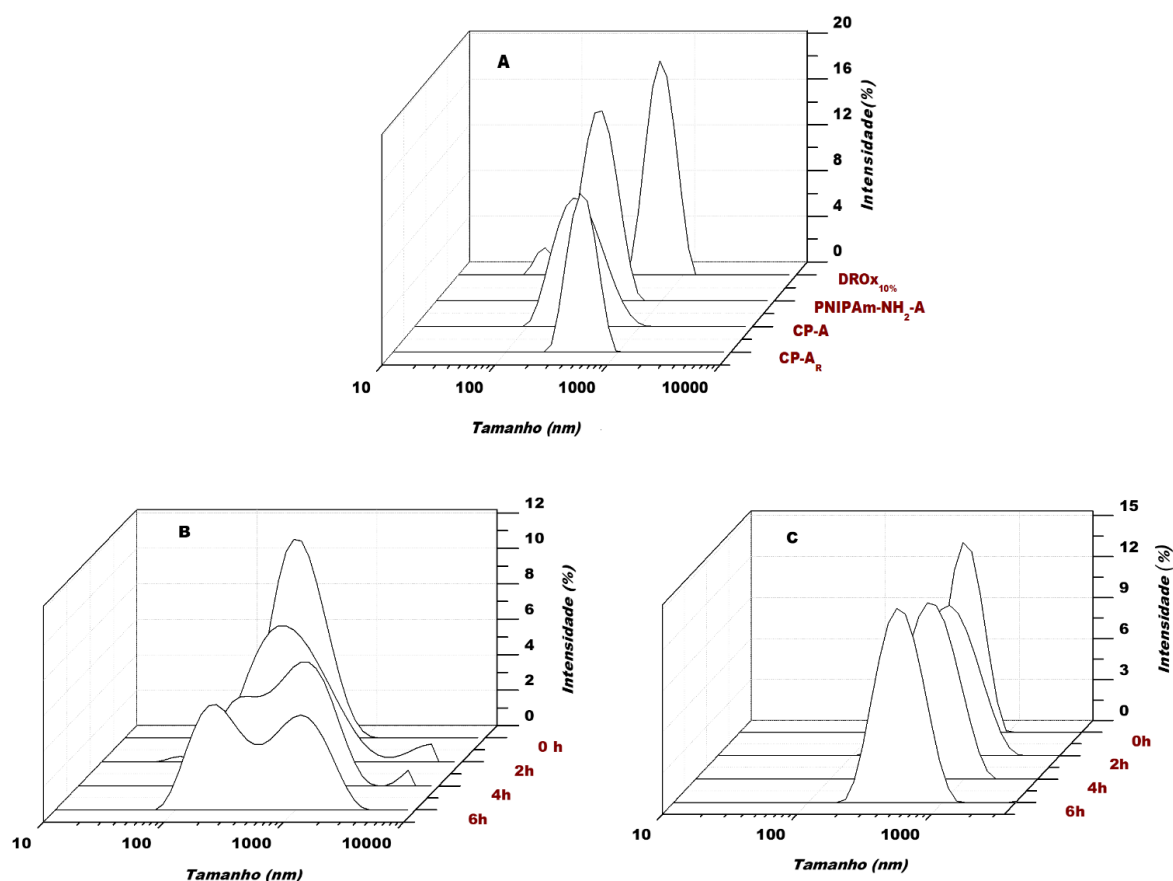 A
20
16
12
8
4
0
Intensidade(%)
DROx10%
PNIPAm-NH2-A
CP-A
CP-AR
10
100
1000
10000
Tamanho (nm)
B
12
10
8
6
4
2
0
Intensidade (%)
0 h
2h
4h
6h
10
100
1000
10000
Tamanho (nm)
C
15
12
9
6
3
0
Intensidade (%)
0h
2h
4h
6h
10
100
1000
Tamanho (nm)